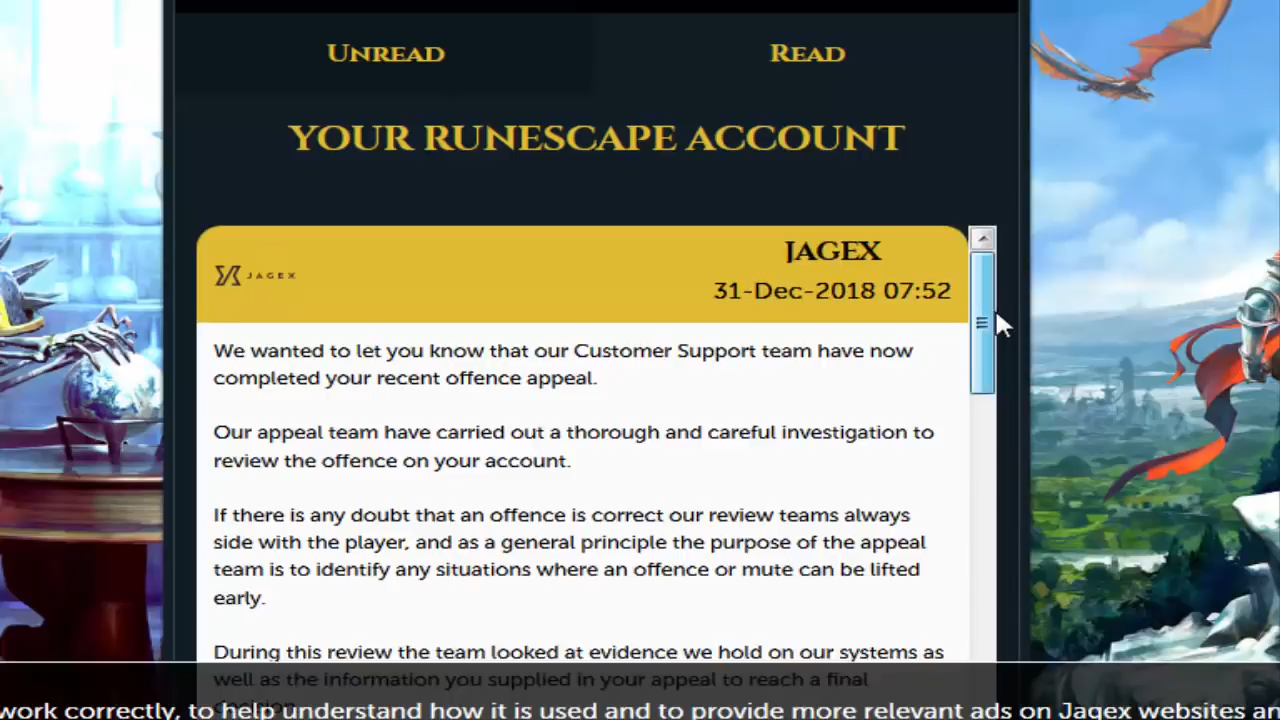 Unread
Read
YOUR RUNESCAPE ACCOUNT
JAGEX
JAGEX
31-Dec-2018 07:52
We wanted to let you know that our Customer Support team have now
completed your recent offence appeal.
Our appeal team have carried out a thorough and careful investigation to
review the offence on your account.
If there is any doubt that an offence is correct our review teams always
side with the player, and as a general principle the purpose of the appeal
team is to identify any situations where an offence or mute can be lifted
early.
During this review the team looked at evidence we hold on our systems as
well as the information you supplied in your appeal to reach a final
decision.
work correctly, to help understand how it is used and to provide more relevant ads on Jagex websites an